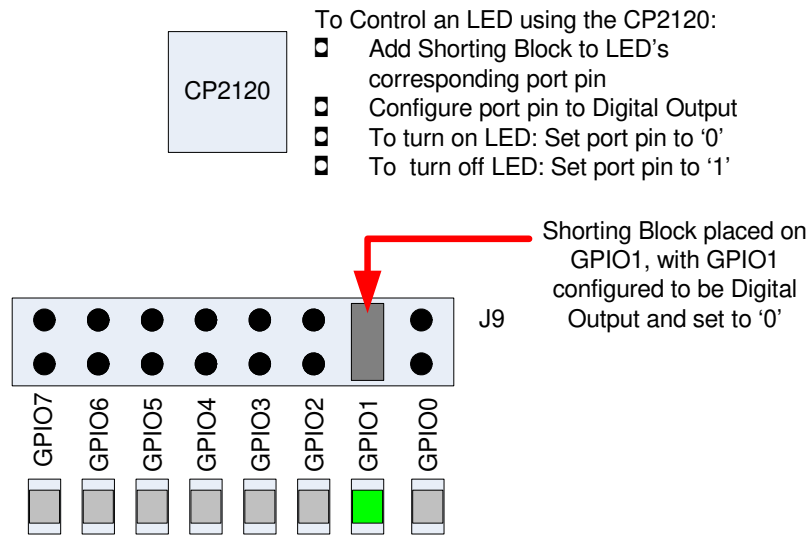 CP2120
To Control an LED using the CP2120:
Add Shorting Block to LED's
corresponding port pin
Configure port pin to Digital Output
To turn on LED: Set port pin to ‘0’
To turn off LED: Set port pin to ‘1’
Shorting Block placed on
GPIO1, with GPIO1
configured to be Digital
Output and set to ‘0’
J9
GPIO7
GPIO6
GPIO5
GPIO4
GPIO3
GPIO2
GPIO1
GPIO0